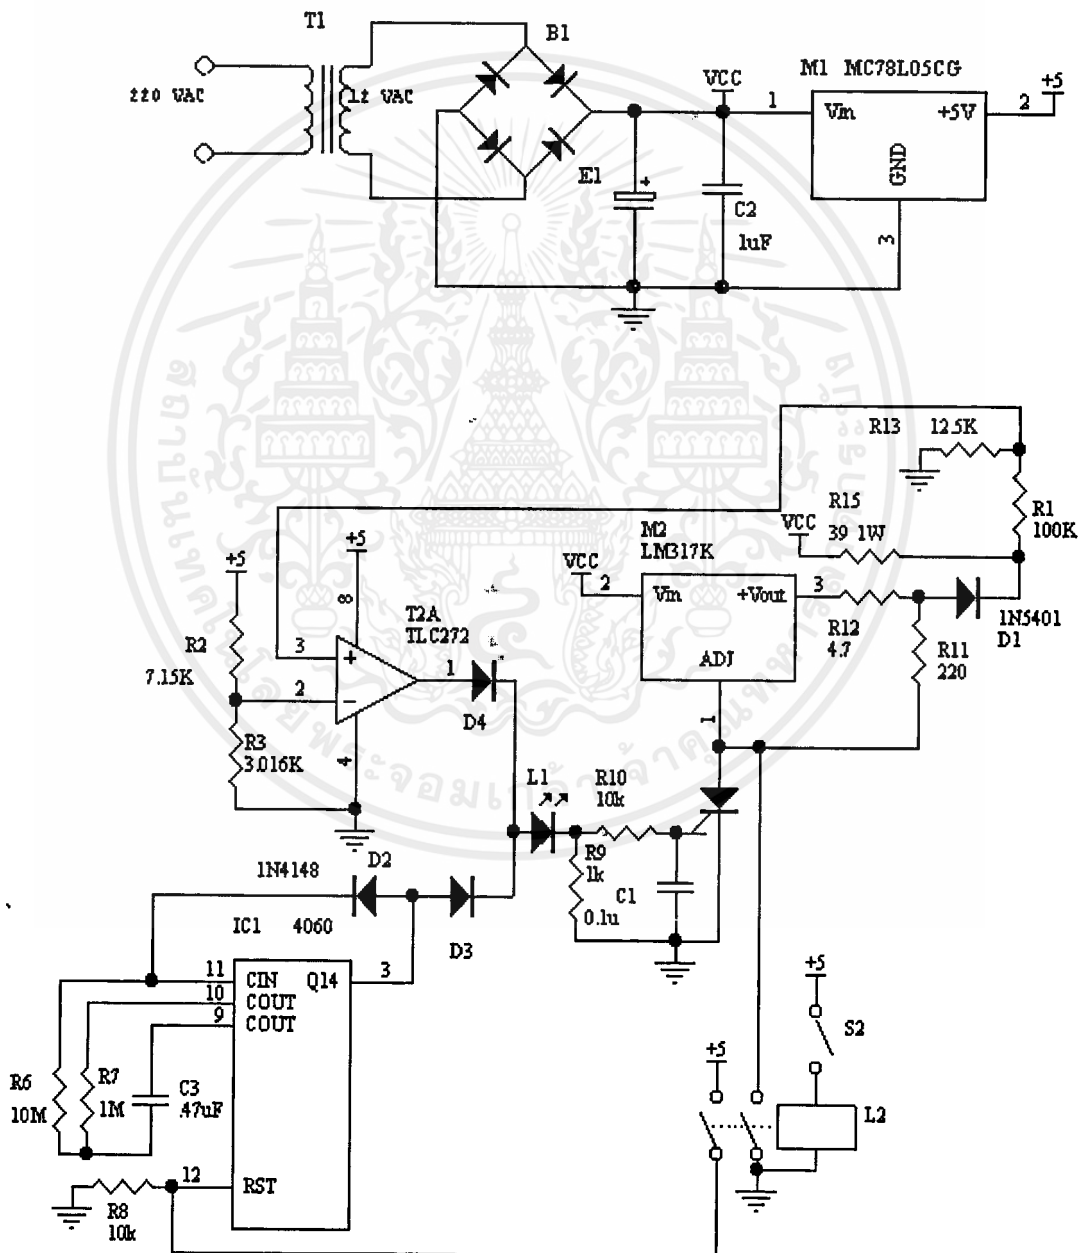 T1
B1
220 VAC
12 VAC
VCC
M1 MC78L05CG
+5
1
Vin
+5V
2
GND
3
E1
+
C2
1uF
R13
12.5K
R15
39 1W
VCC
R1
100K
M2
LM317K
VCC
2
Vin
+Vout
3
ADJ
1
R12
4.7
1N5401
D1
R11
220
+5
+5
8
T2A
TLC272
R2
7.15K
3
+
2
−
1
D4
R3
3.016K
4
L1
R10
10k
R9
1k
C1
0.1u
1N4148
D2
D3
IC1
4060
11
CIN
Q14
3
10
COUT
9
COUT
R6
10M
R7
1M
C3
.47uF
12
RST
R8
10k
+5
S2
+5
L2